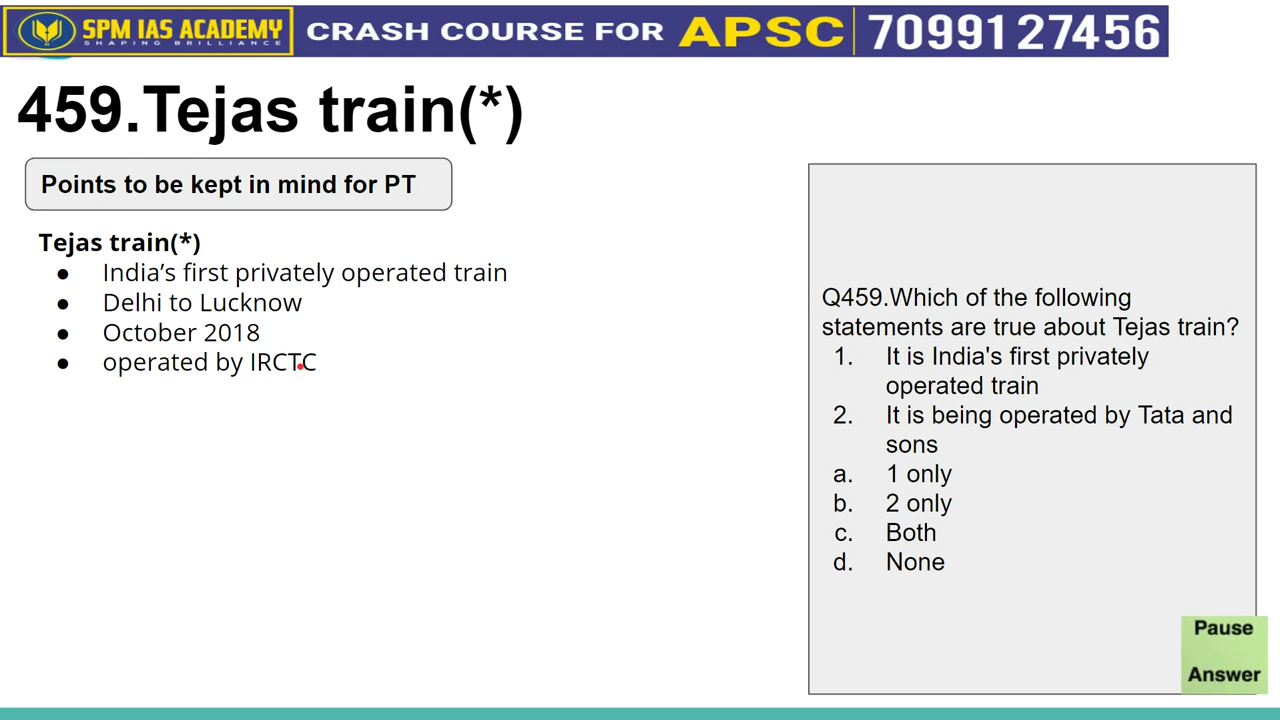 SPM IAS ACADEMY
SHAPING BRILLIANCE
CRASH COURSE FOR APSC 7099127456
459.Tejas train(*)
Points to be kept in mind for PT
Tejas train(*)
● India’s first privately operated train
● Delhi to Lucknow
● October 2018
● operated by IRCTC
Q459.Which of the following
statements are true about Tejas train?
1. It is India's first privately
operated train
2. It is being operated by Tata and
sons
a. 1 only
b. 2 only
c. Both
d. None
Pause
Answer